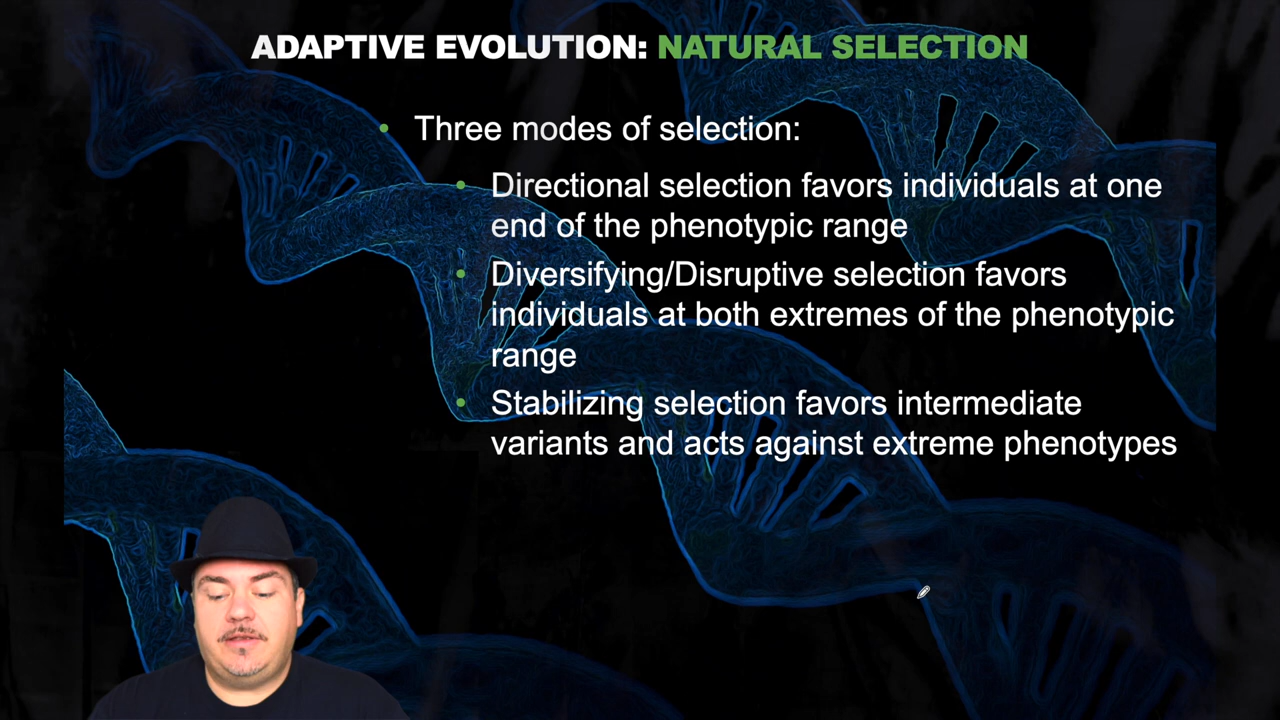 ADAPTIVE EVOLUTION: NATURAL SELECTION
• Three modes of selection:
• Directional selection favors individuals at one
end of the phenotypic range
• Diversifying/Disruptive selection favors
individuals at both extremes of the phenotypic
range
• Stabilizing selection favors intermediate
variants and acts against extreme phenotypes